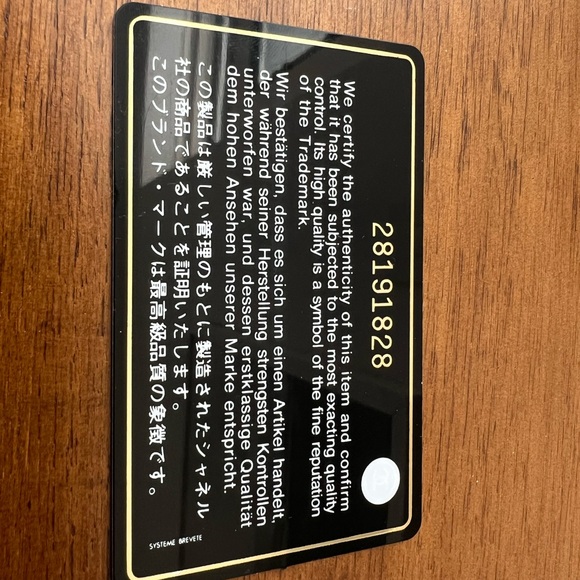 28191828
We certify the authenticity of this item and confirm
that it has been subjected to the most exacting quality
control. Its high quality is a symbol of the fine reputation
of the Trademark.
Wir bestätigen, dass es sich um einen Artikel handelt,
der während seiner Herstellung strengsten Kontrollen
unterworfen war, und dessen erstklassige Qualität
dem hohen Ansehen unserer Marke entspricht.
この製品は厳しい管理のもとに製造されたシャネル
社の商品であることを証明いたします。
このブランド・マークは最高級品質の象徴です。
SYSTEME BREVETE